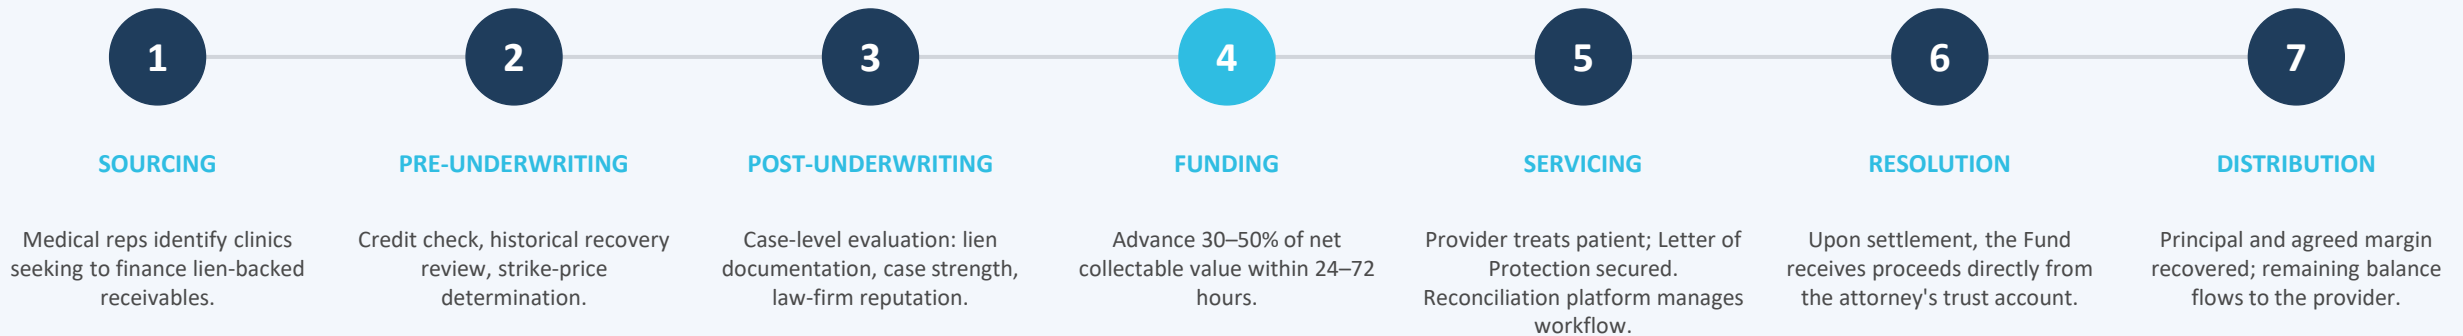 1
2
3
4
5
6
7
SOURCING
PRE-UNDERWRITING
POST-UNDERWRITING
FUNDING
SERVICING
RESOLUTION
DISTRIBUTION
Medical reps identify clinics
seeking to finance lien-backed
receivables.
Credit check, historical recovery
review, strike-price
determination.
Case-level evaluation: lien
documentation, case strength,
law-firm reputation.
Advance 30–50% of net
collectable value within 24–72
hours.
Provider treats patient; Letter of
Protection secured.
Reconciliation platform manages
workflow.
Upon settlement, the Fund
receives proceeds directly from
the attorney's trust account.
Principal and agreed margin
recovered; remaining balance
flows to the provider.